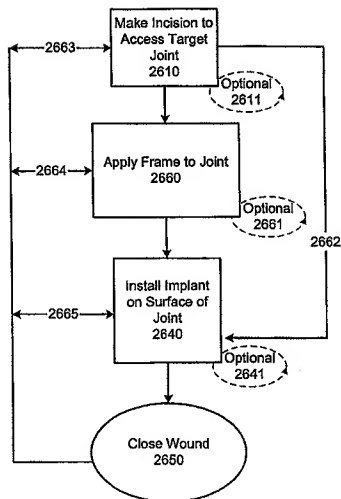 Make Incision to
Access Target
Joint
2610
2663
Optional
2611
Apply Frame to Joint
2660
2664
Optional
2661
2662
Install Implant
on Surface of
Joint
2640
2665
Optional
2641
Close Wound
2650